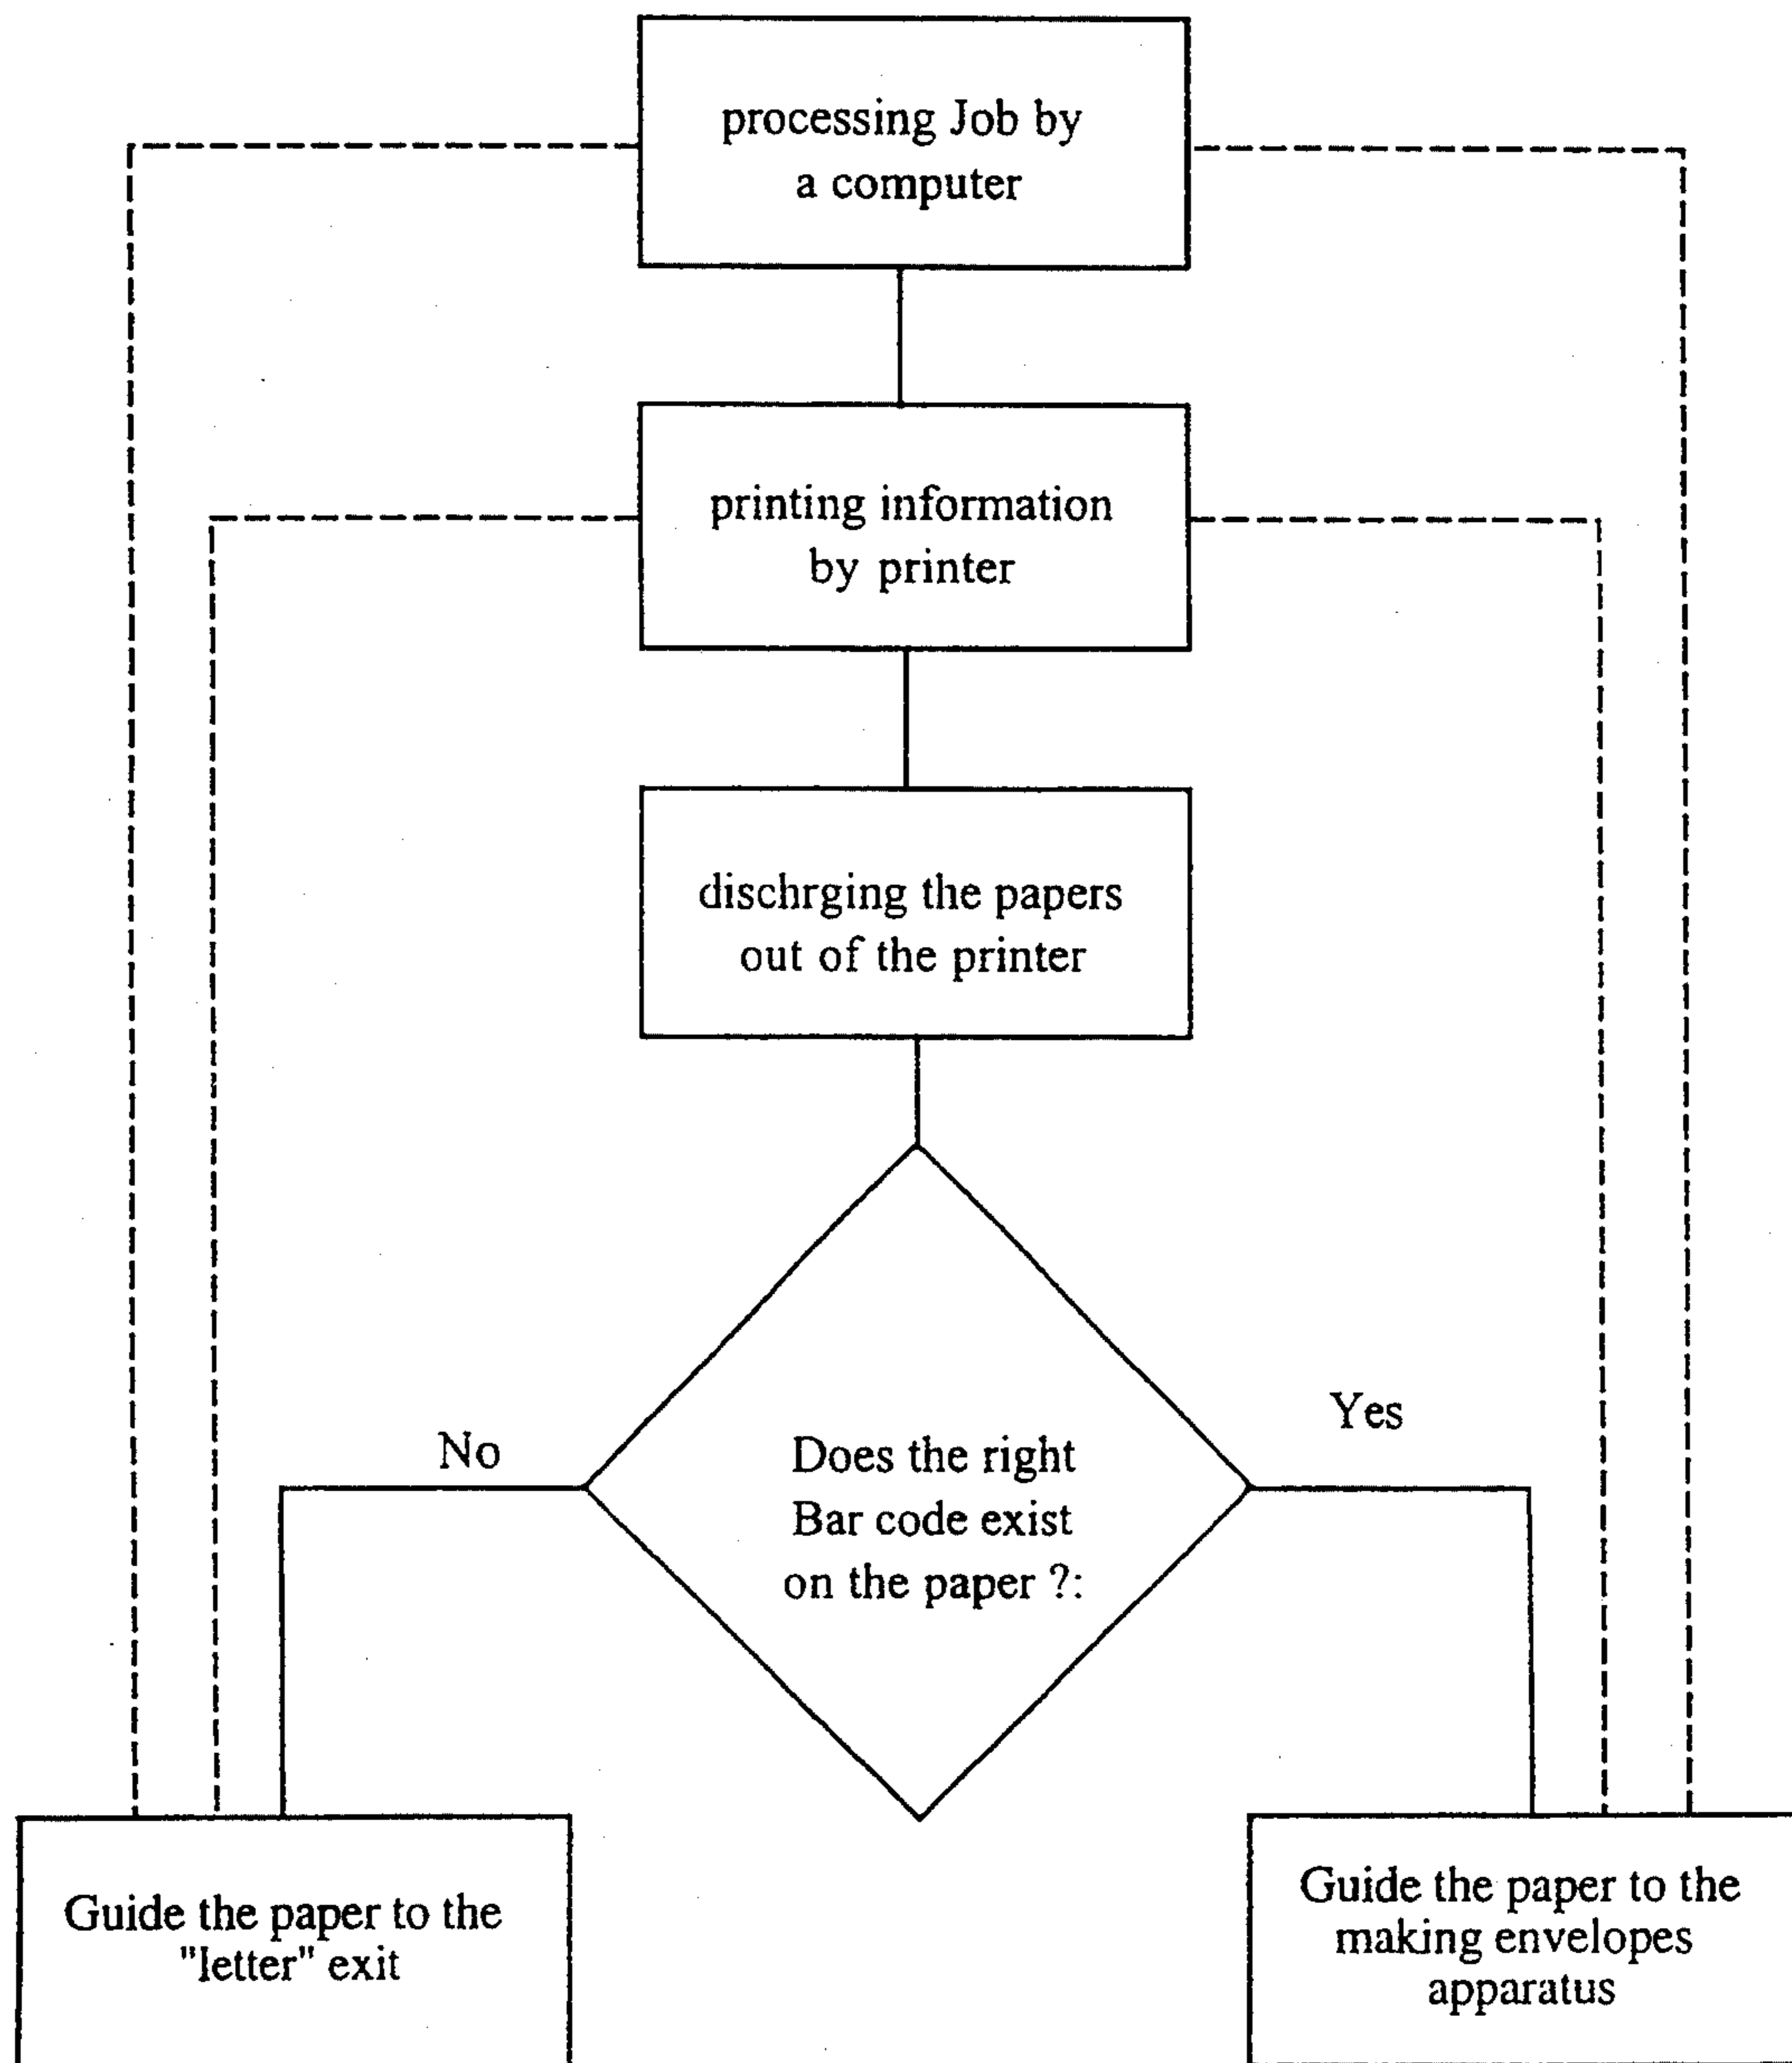 processing Job by
a computer
printing information
by printer
dischrging the papers
out of the printer
No
Yes
Does the right
Bar code exist
on the paper ?:
Guide the paper to the
"letter" exit
Guide the paper to the
making envelopes
apparatus